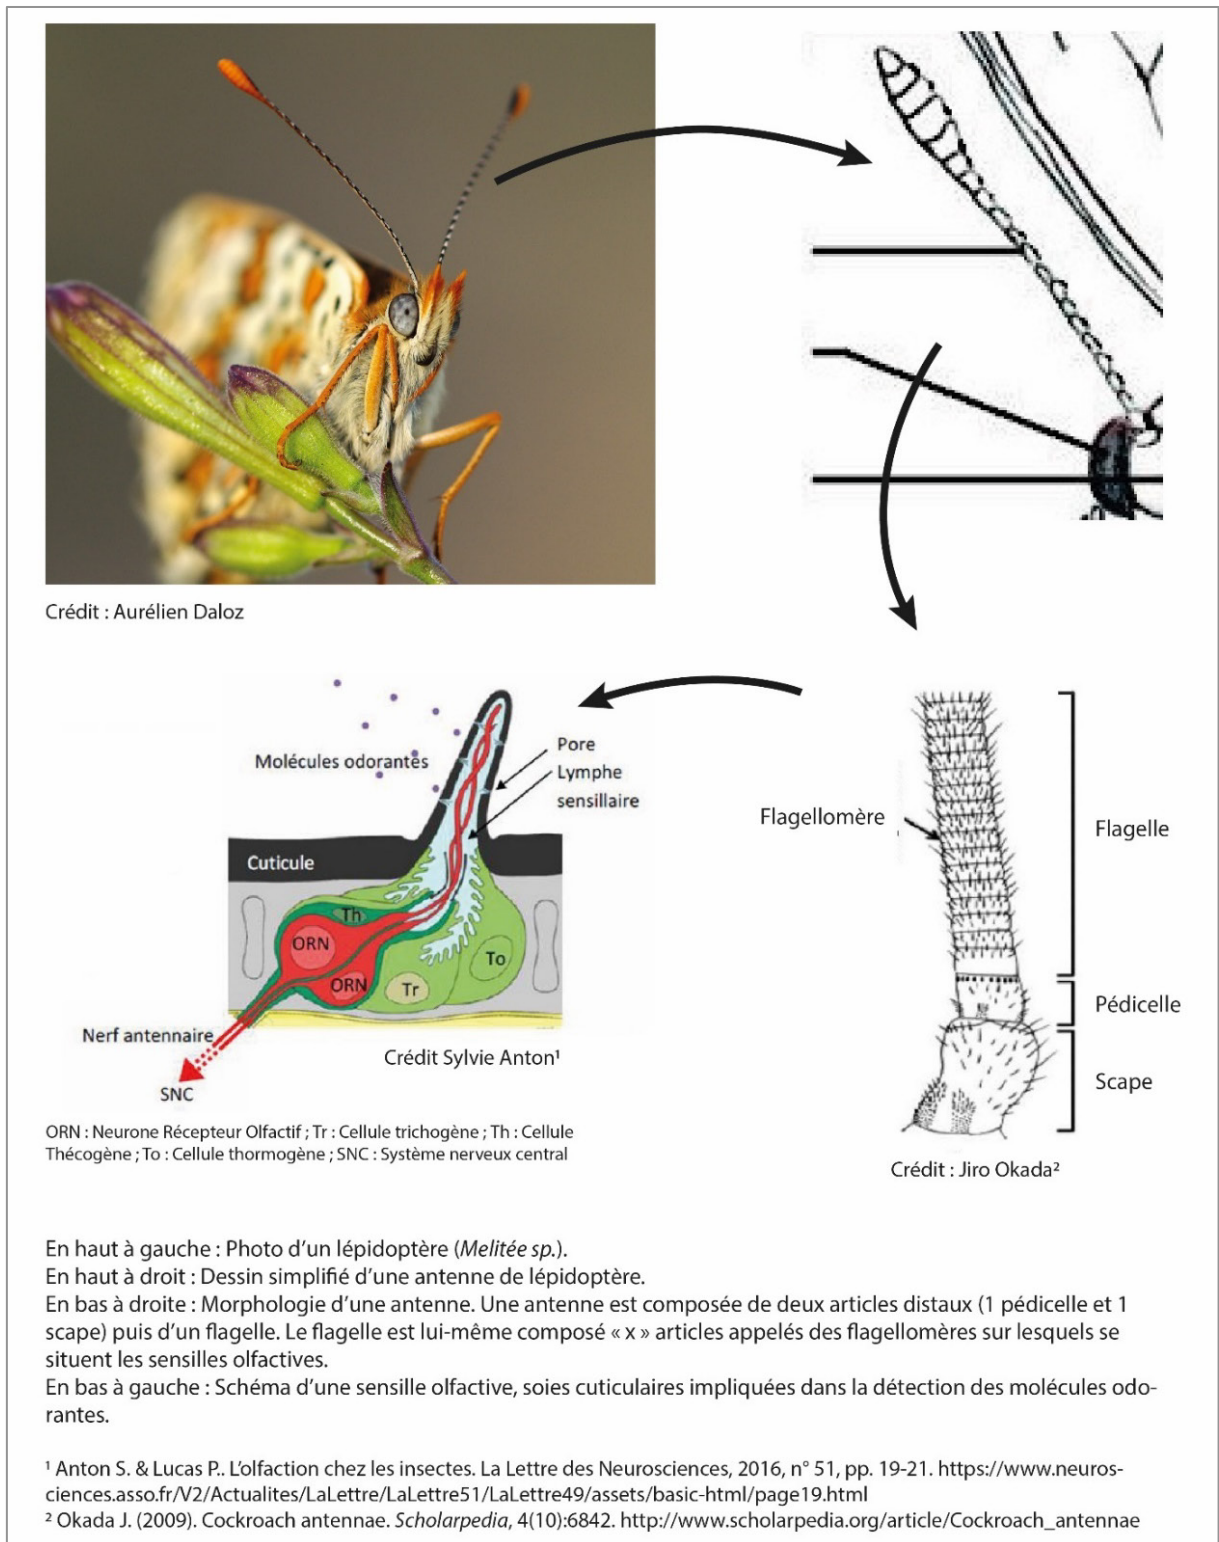 Crédit : Aurélien Daloz
Molécules odorantes
Pore
Lymphe
sensillaire
Cuticule
Th
ORN
ORN
Tr
To
Nerf antennaire
SNC
Crédit Sylvie Anton¹
ORN : Neurone Récepteur Olfactif ; Tr : Cellule trichogène ; Th : Cellule
Thécogène ; To : Cellule thormogène ; SNC : Système nerveux central
Flagellomère
Flagelle
Pédicelle
Scape
Crédit : Jiro Okada²
En haut à gauche : Photo d’un lépidoptère (Melitée sp.).
En haut à droit : Dessin simplifié d’une antenne de lépidoptère.
En bas à droite : Morphologie d’une antenne. Une antenne est composée de deux articles distaux (1 pédicelle et 1
scape) puis d’un flagelle. Le flagelle est lui-même composé « x » articles appelés des flagellomères sur lesquels se
situent les sensilles olfactives.
En bas à gauche : Schéma d’une sensille olfactive, soies cuticulaires impliquées dans la détection des molécules odo-
rantes.
¹ Anton S. & Lucas P.. L’olfaction chez les insectes. La Lettre des Neurosciences, 2016, n° 51, pp. 19-21. https://www.neuros-
ciences.asso.fr/V2/Actualites/LaLettre/LaLettre51/LaLettre49/assets/basic-html/page19.html
² Okada J. (2009). Cockroach antennae. Scholarpedia, 4(10):6842. http://www.scholarpedia.org/article/Cockroach_antennae